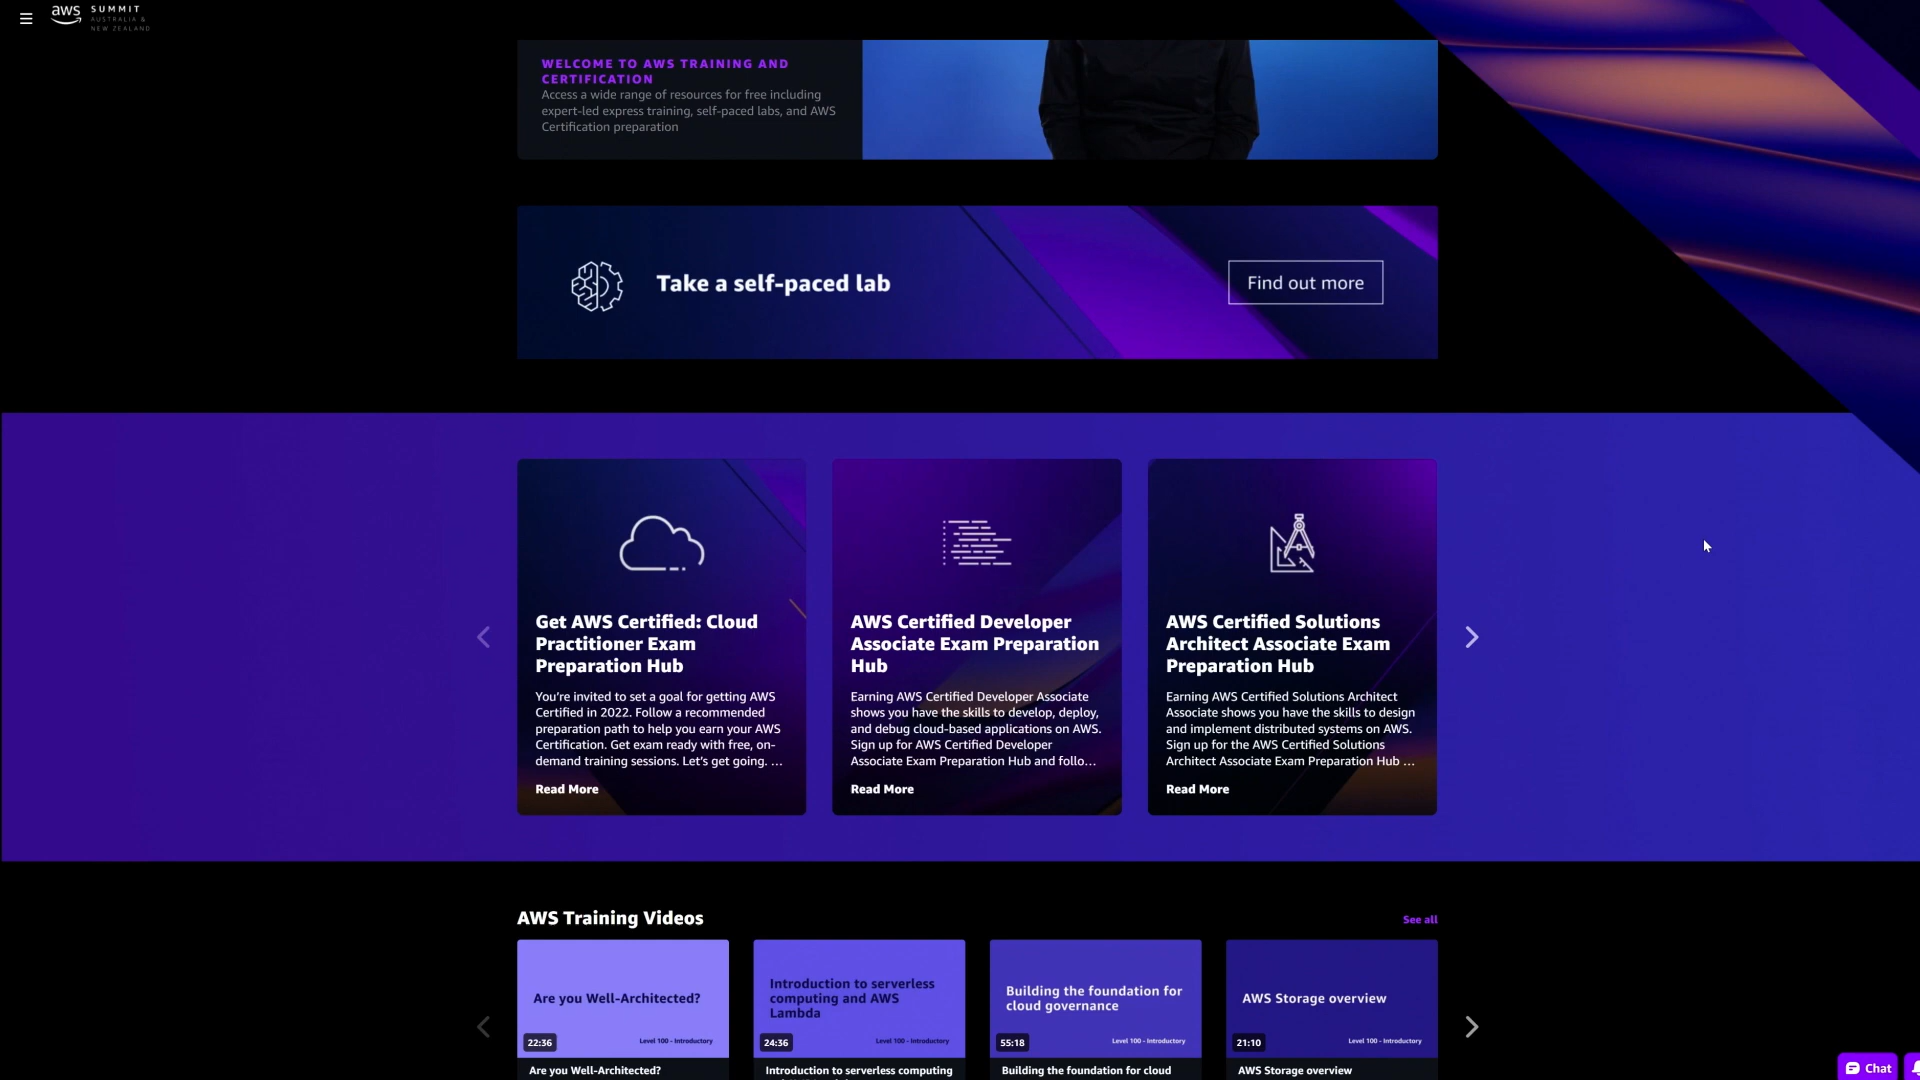 aws
SUMMIT
AUSTRALIA &
NEW ZEALAND
WELCOME TO AWS TRAINING AND
CERTIFICATION
Access a wide range of resources for free including
expert-led express training, self-paced labs, and AWS
Certification preparation
Take a self-paced lab
Find out more
Get AWS Certified: Cloud
Practitioner Exam
Preparation Hub
You’re invited to set a goal for getting AWS
Certified in 2022. Follow a recommended
preparation path to help you earn your AWS
Certification. Get exam ready with free, on-
demand training sessions. Let’s get going. ...
Read More
AWS Certified Developer
Associate Exam Preparation
Hub
Earning AWS Certified Developer Associate
shows you have the skills to develop, deploy,
and debug cloud-based applications on AWS.
Sign up for AWS Certified Developer
Associate Exam Preparation Hub and follo...
Read More
AWS Certified Solutions
Architect Associate Exam
Preparation Hub
Earning AWS Certified Solutions Architect
Associate shows you have the skills to design
and implement distributed systems on AWS.
Sign up for the AWS Certified Solutions
Architect Associate Exam Preparation Hub ...
Read More
AWS Training Videos
See all
Are you Well-Architected?
22:36
Level 100 - Introductory
Are you Well-Architected?
Introduction to serverless
computing and AWS
Lambda
24:36
Level 100 - Introductory
Introduction to serverless computing
Building the foundation for
cloud governance
55:18
Level 100 - Introductory
Building the foundation for cloud
AWS Storage overview
21:10
Level 100 - Introductory
AWS Storage overview
Chat